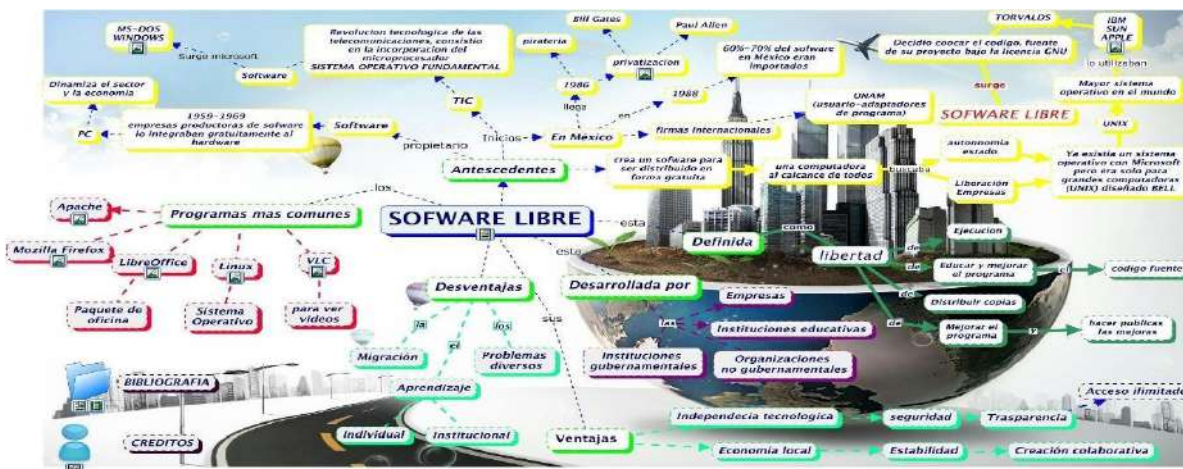 MS-DOS
WINDOWS
Surge microsoft
Software
Revolucion tecnologica de las
telecomunicaciones, consistio
en la incorporation del
microprocesador
SISTEMA OPERATIVO FUNDAMENTAL
TIC
Dinamiza el sector
y la economia
PC
1959-1969
empresas productoras de sofware
lo integraban gratuitamente al
hardware
Software
propietario
Inicios
Antescedentes
Bill Gates
Paul Allen
piratería
privatizacion
1986
llega
1988
en
En México
60%-70% del sofware
en México eran
importados
firmas internacionales
UNAM
(usuario-adaptadores
de programa)
crea un sofware para
ser distribuido en
forma gratuita
una computadora
al calcance de todos
buscaba
autonomia
estado
Liberación
Empresas
Ya existia un sistema
operativo con Microsoft
pero era solo para
grandes computadoras
(UNIX) diseñado BELL
UNIX
Mayor sistema
operativo en el mundo
lo utilizaban
IBM
SUN
APPLE
TORVALDS
Decidio coocar el codigo, fuente
de su proyecto bajo la licencia GNU
surge
SOFWARE LIBRE
SOFWARE LIBRE
los
Programas mas comunes
Apache
Mozilla Firefox
LibreOffice
Linux
VLC
Paquete de
oficina
Sistema
Operativo
para ver
videos
Desventajas
la
el
los
Migración
Aprendizaje
Problemas
diversos
Individual
Institucional
esta
Definida
como
libertad
de
Ejecucion
de
Educar y mejorar
el programa
el
codigo fuente
de
Distribuir copias
de
Mejorar el
programa
y
hacer publicas
las mejoras
esta
Desarrollada por
las
Empresas
Instituciones educativas
Instituciones
gubernamentales
Organizaciones
no gubernamentales
sus
Ventajas
Independecia tecnologica
seguridad
Trasparencia
Acceso ilimitado
Economia local
Estabilidad
Creación colaborativa
BIBLIOGRAFIA
CREDITOS